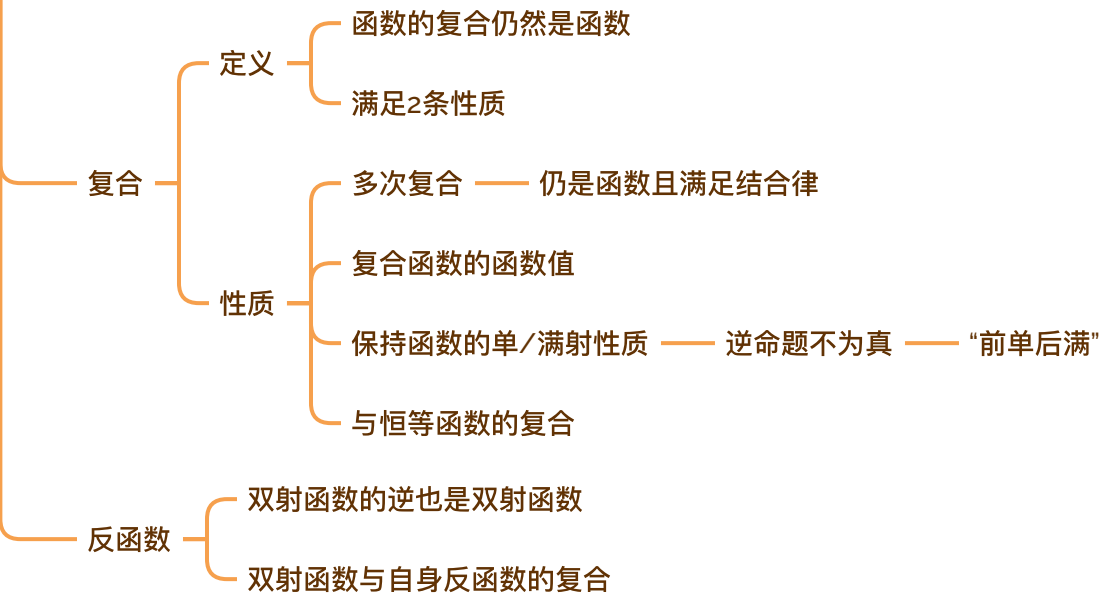 函数的复合仍然是函数
定义
满足2条性质
复合
多次复合 仍是函数且满足结合律
复合函数的函数值
性质
保持函数的单/满射性质 逆命题不为真 “前单后满”
与恒等函数的复合
双射函数的逆也是双射函数
反函数
双射函数与自身反函数的复合